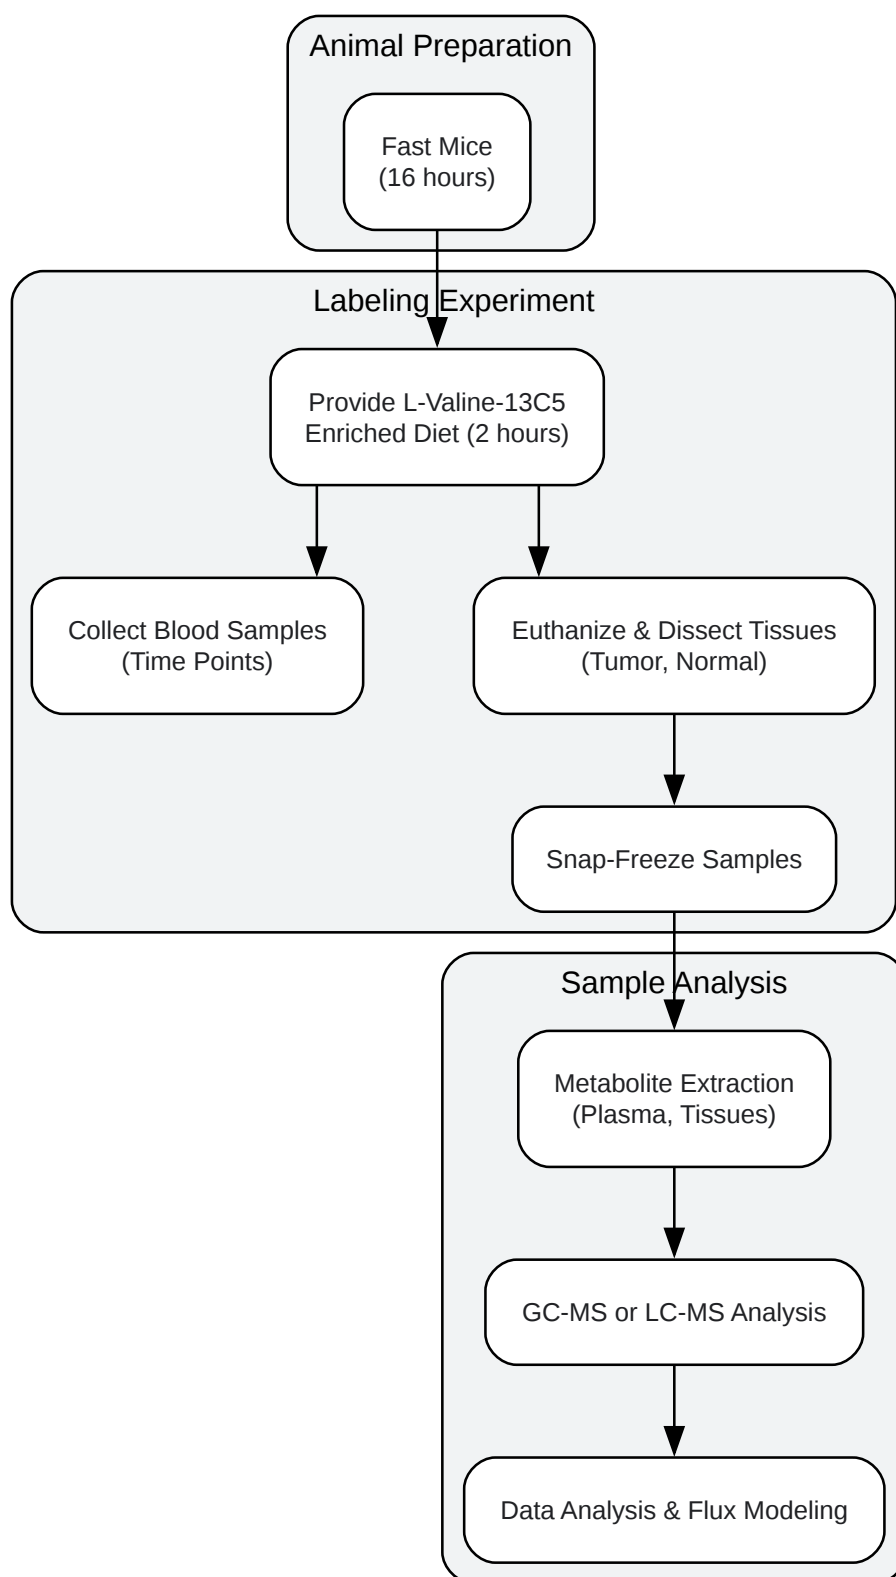 Animal Preparation
Fast Mice
(16 hours)
Labeling Experiment
Provide L-Valine-13C5
Enriched Diet (2 hours)
Collect Blood Samples
(Time Points)
Euthanize & Dissect Tissues
(Tumor, Normal)
Snap-Freeze Samples
Sample Analysis
Metabolite Extraction
(Plasma, Tissues)
GC-MS or LC-MS Analysis
Data Analysis & Flux Modeling